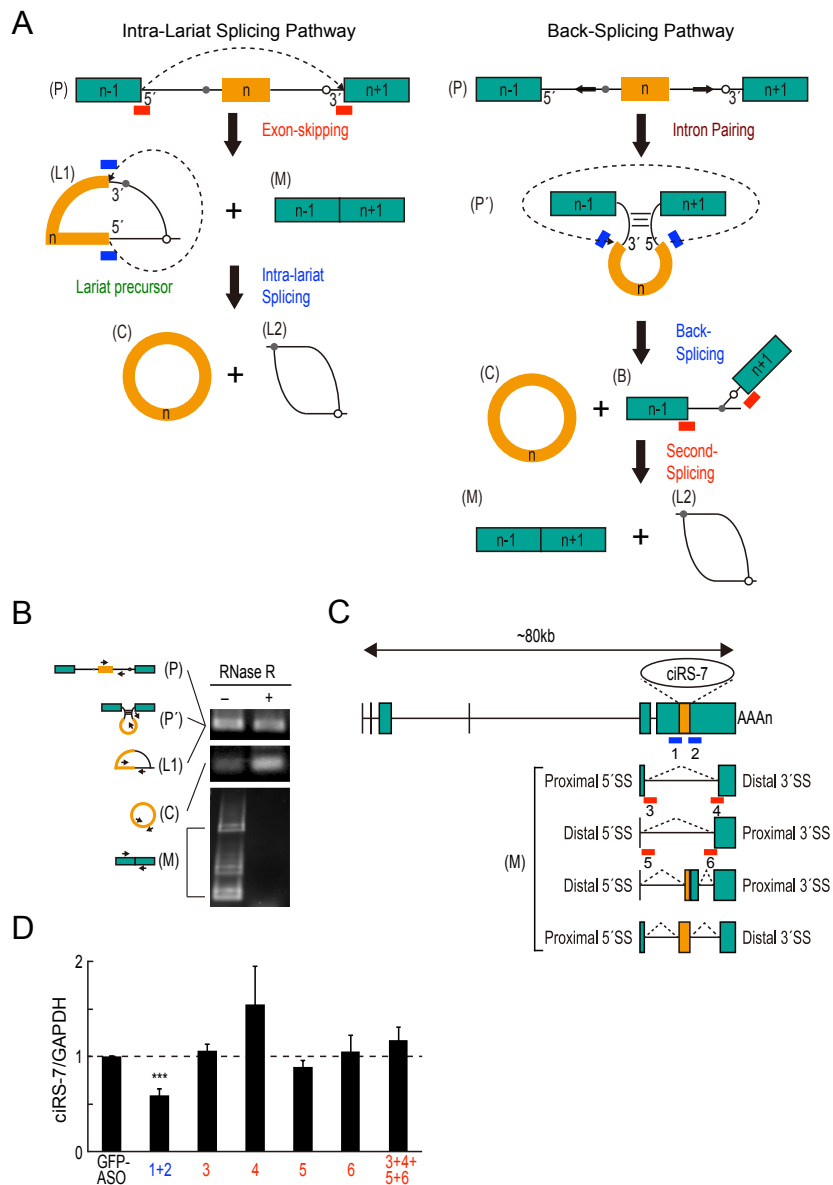 A
Intra-Lariat Splicing Pathway
(P)
n-1
5´
n
3´
n+1
Exon-skipping
(L1)
3´
5´
n
Lariat precursor
+
(M)
n-1
n+1
Intra-lariat
Splicing
(C)
n
+
(L2)
Back-Splicing Pathway
(P)
n-1
5´
n
3´
n+1
Intron Pairing
(P´)
n-1
n+1
3´
5´
n
Back-
Splicing
(C)
n
+
(B)
n-1
n+1
Second-
Splicing
(M)
n-1
n+1
+
(L2)
B
RNase R
– +
(P)
(P´)
(L1)
(C)
(M)
C
~80kb
ciRS-7
AAAn
1 2
(M)
Proximal 5´SS
3
4
Distal 3´SS
Distal 5´SS
5
6
Proximal 3´SS
Distal 5´SS
Proximal 3´SS
Proximal 5´SS
Distal 3´SS
D
ciRS-7/GAPDH
2
1
0
***
GFP-
ASO
1+2
3
4
5
6
3+4+
5+6